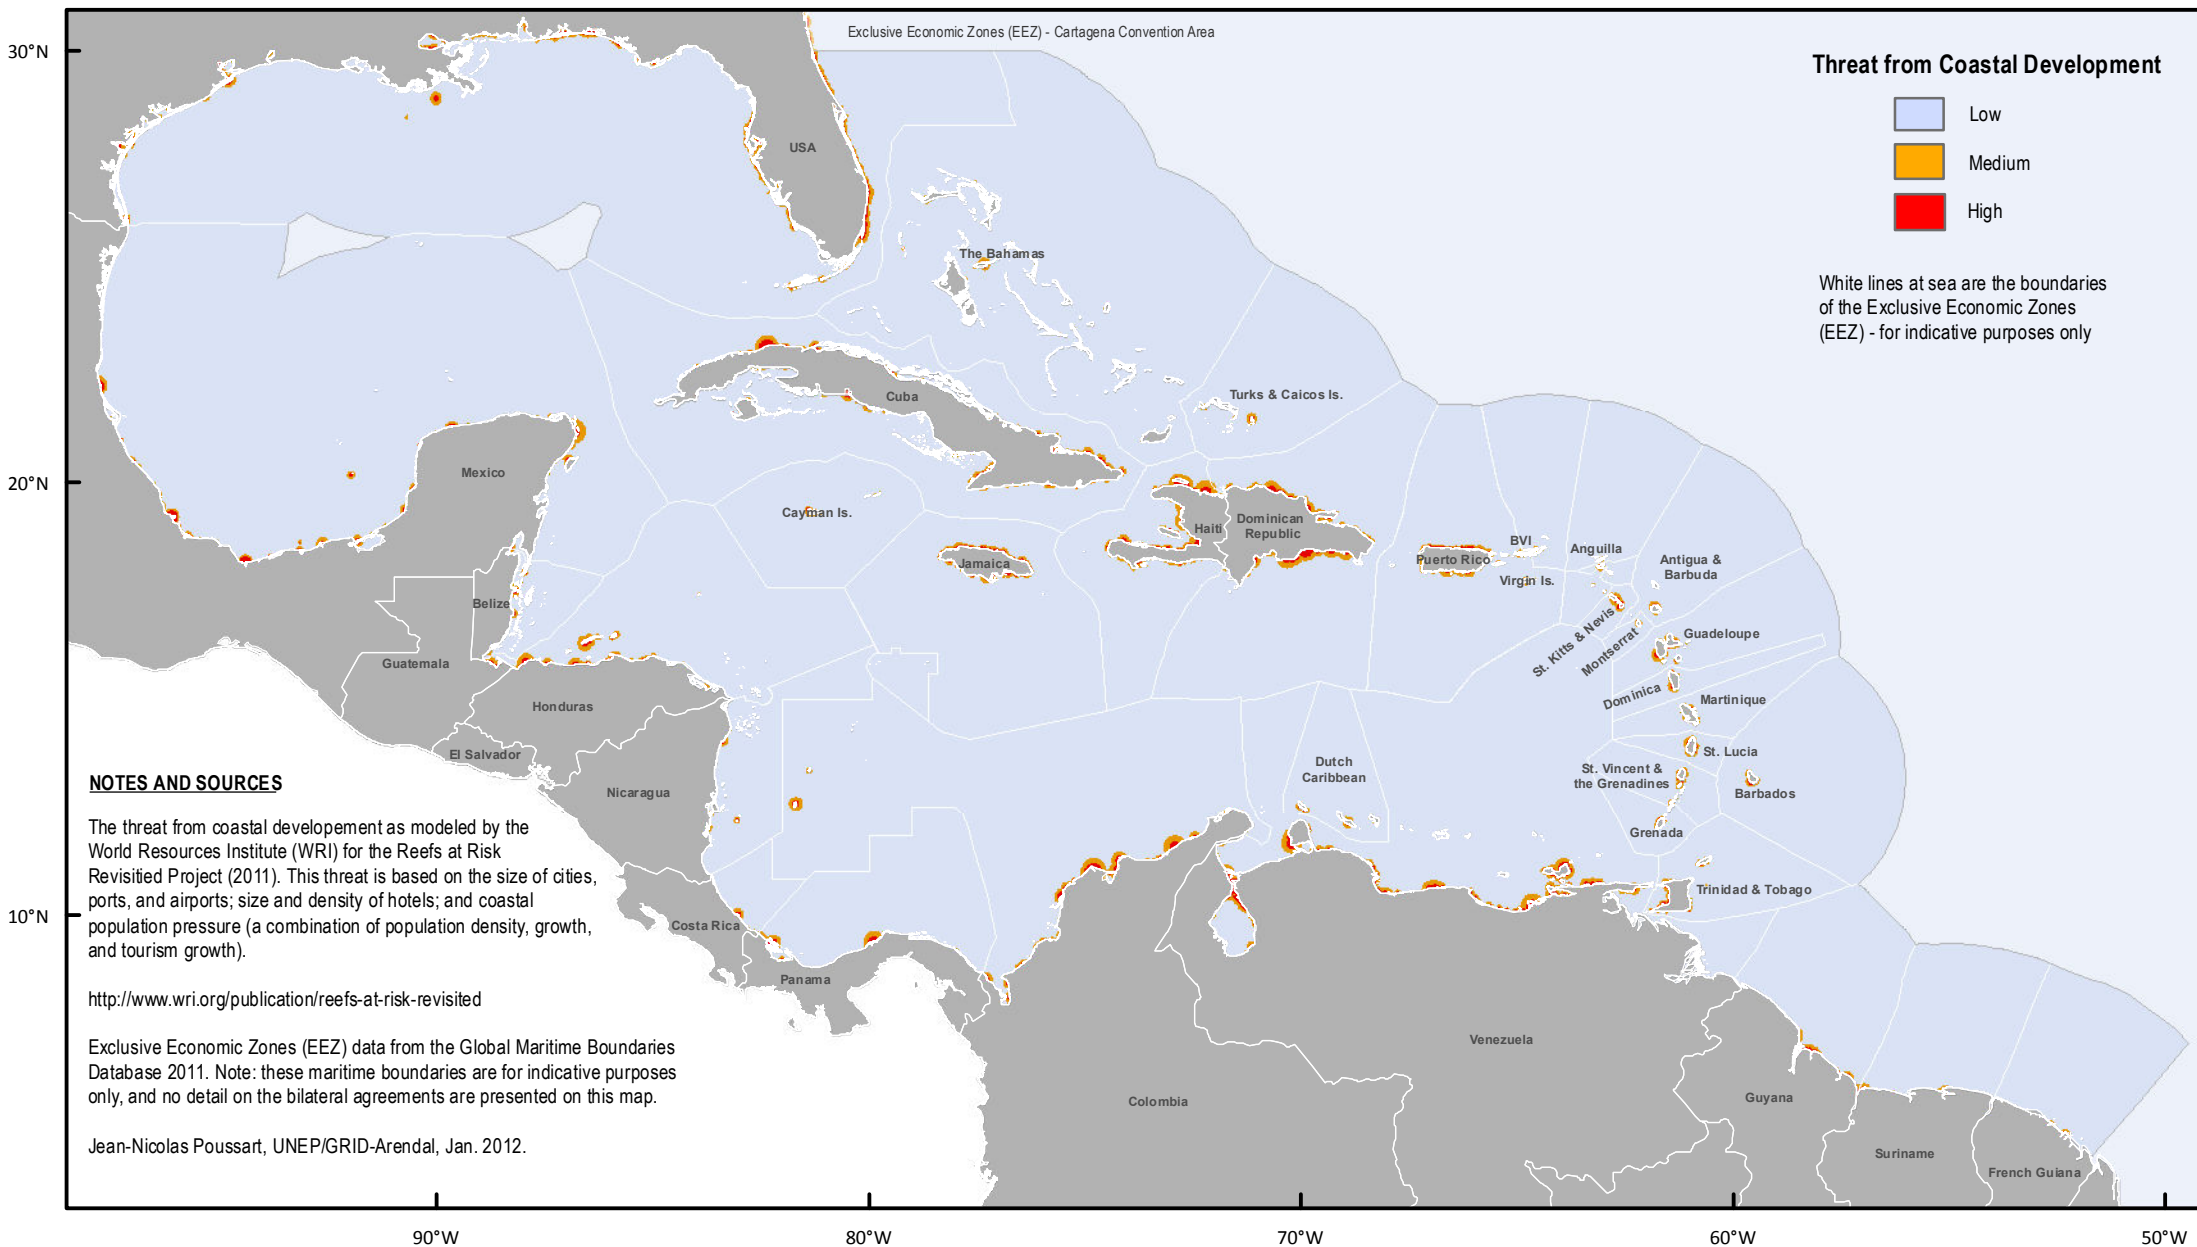 Exclusive Economic Zones (EEZ) - Cartagena Convention Area
30°N
20°N
10°N
Threat from Coastal Development
Low
Medium
High
White lines at sea are the boundaries
of the Exclusive Economic Zones
(EEZ) - for indicative purposes only
USA
The Bahamas
Turks & Caicos Is.
Cuba
Mexico
Cayman Is.
Jamaica
Haiti
Dominican
Republic
Puerto Rico
BVI
Virgin Is.
Anguilla
Antigua &
Barbuda
St. Kitts & Nevis
Montserrat
Guadeloupe
Dominica
Martinique
St. Lucia
St. Vincent &
the Grenadines
Barbados
Grenada
Trinidad & Tobago
Dutch
Caribbean
Belize
Guatemala
Honduras
El Salvador
Nicaragua
Costa Rica
Panama
Colombia
Venezuela
Guyana
Suriname
French Guiana
NOTES AND SOURCES
The threat from coastal developement as modeled by the
World Resources Institute (WRI) for the Reefs at Risk
Revisitied Project (2011). This threat is based on the size of cities,
ports, and airports; size and density of hotels; and coastal
population pressure (a combination of population density, growth,
and tourism growth).
http://www.wri.org/publication/reefs-at-risk-revisited
Exclusive Economic Zones (EEZ) data from the Global Maritime Boundaries
Database 2011. Note: these maritime boundaries are for indicative purposes
only, and no detail on the bilateral agreements are presented on this map.
Jean-Nicolas Poussart, UNEP/GRID-Arendal, Jan. 2012.
90°W
80°W
70°W
60°W
50°W